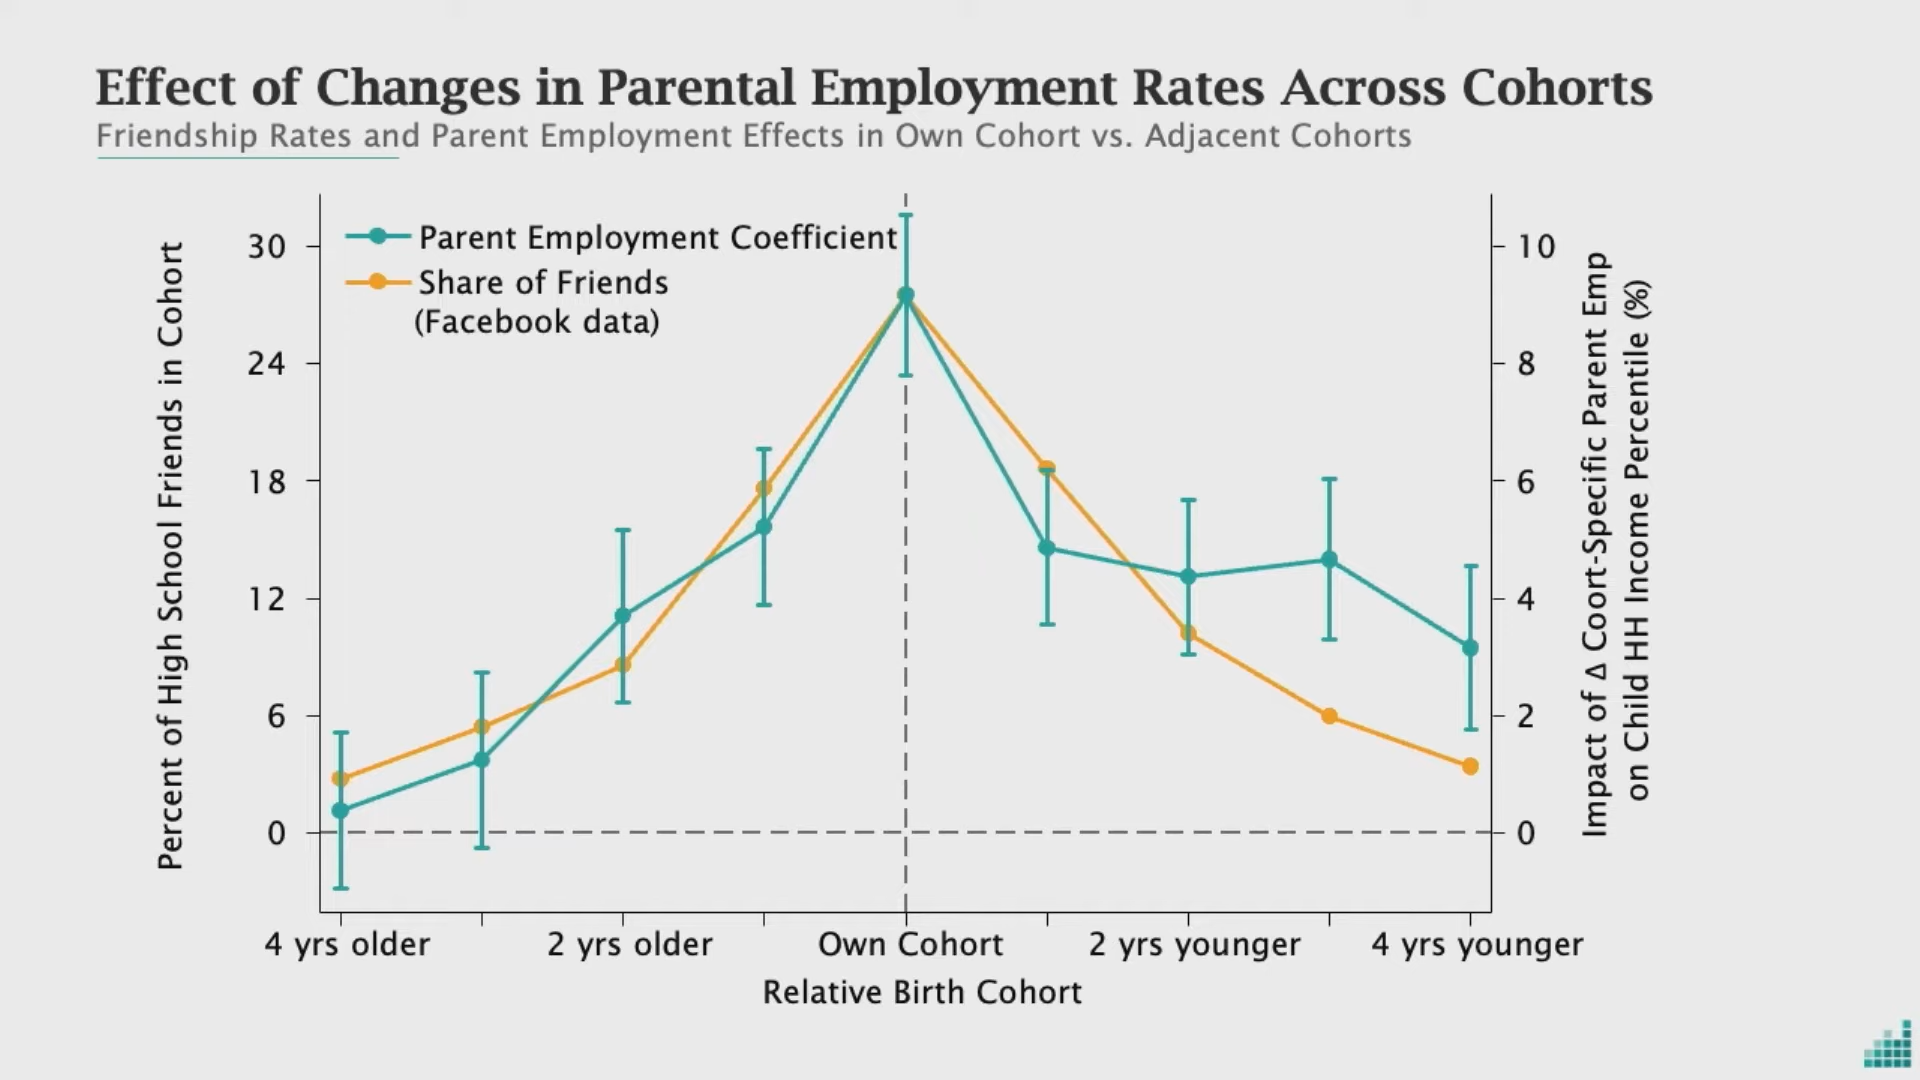 Effect of Changes in Parental Employment Rates Across Cohorts
Friendship Rates and Parent Employment Effects in Own Cohort vs. Adjacent Cohorts
Parent Employment Coefficient
Share of Friends
(Facebook data)
Percent of High School Friends in Cohort
30
24
18
12
6
0
10
8
6
4
2
0
Impact of Δ Coort-Specific Parent Emp
on Child HH Income Percentile (%)
4 yrs older
2 yrs older
Own Cohort
2 yrs younger
4 yrs younger
Relative Birth Cohort